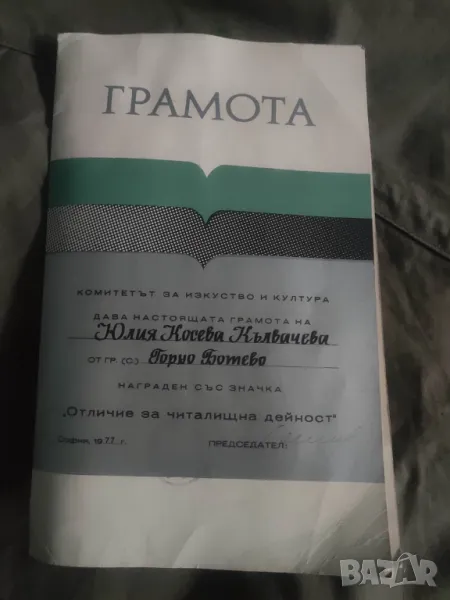 ГРАМОТА
КОМИТЕТЪТ ЗА ИЗКУСТВО И КУЛТУРА
ДАВА НАСТОЯЩАТА ГРАМОТА НА
Юлия Косева Кълвачева
ОТ ГР. (С.) Горно Ботево
НАГРАДЕН СЪС ЗНАЧКА
„Отличие за читалищна дейност"
София, 1977 г. ПРЕДСЕДАТЕЛ:
BAZAR